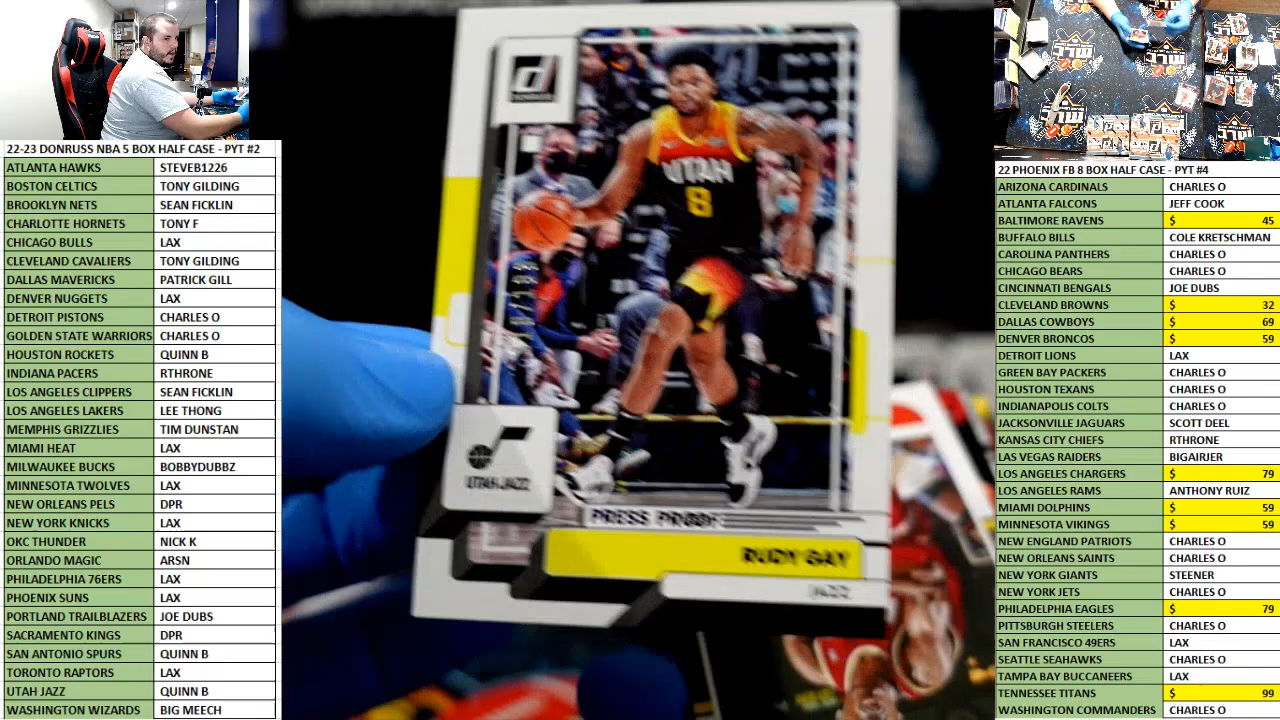 22-23 DONRUSS NBA 5 BOX HALF CASE - PYT #2
ATLANTA HAWKS STEVEB1226
BOSTON CELTICS TONY GILDING
BROOKLYN NETS SEAN FICKLIN
CHARLOTTE HORNETS TONY F
CHICAGO BULLS LAX
CLEVELAND CAVALIERS TONY GILDING
DALLAS MAVERICKS PATRICK GILL
DENVER NUGGETS LAX
DETROIT PISTONS CHARLES O
GOLDEN STATE WARRIORS CHARLES O
HOUSTON ROCKETS QUINN B
INDIANA PACERS RTHRONE
LOS ANGELES CLIPPERS SEAN FICKLIN
LOS ANGELES LAKERS LEE THONG
MEMPHIS GRIZZLIES TIM DUNSTAN
MIAMI HEAT LAX
MILWAUKEE BUCKS BOBBYDUBBZ
MINNESOTA TWOLVES LAX
NEW ORLEANS PELS DPR
NEW YORK KNICKS LAX
OKC THUNDER NICK K
ORLANDO MAGIC ARSN
PHILADELPHIA 76ERS LAX
PHOENIX SUNS LAX
PORTLAND TRAILBLAZERS JOE DUBS
SACRAMENTO KINGS DPR
SAN ANTONIO SPURS QUINN B
TORONTO RAPTORS LAX
UTAH JAZZ QUINN B
WASHINGTON WIZARDS BIG MEECH
DONRUSS
UTAH
8
UTAH JAZZ
PRESS PROOF
RUDY GAY
JAZZ
22 PHOENIX FB 8 BOX HALF CASE - PYT #4
ARIZONA CARDINALS CHARLES O
ATLANTA FALCONS JEFF COOK
BALTIMORE RAVENS $ 45
BUFFALO BILLS COLE KRETSCHMAN
CAROLINA PANTHERS CHARLES O
CHICAGO BEARS CHARLES O
CINCINNATI BENGALS JOE DUBS
CLEVELAND BROWNS $ 32
DALLAS COWBOYS $ 69
DENVER BRONCOS $ 59
DETROIT LIONS LAX
GREEN BAY PACKERS CHARLES O
HOUSTON TEXANS CHARLES O
INDIANAPOLIS COLTS CHARLES O
JACKSONVILLE JAGUARS SCOTT DEEL
KANSAS CITY CHIEFS RTHRONE
LAS VEGAS RAIDERS BIGAIRJER
LOS ANGELES CHARGERS $ 79
LOS ANGELES RAMS ANTHONY RUIZ
MIAMI DOLPHINS $ 59
MINNESOTA VIKINGS $ 59
NEW ENGLAND PATRIOTS CHARLES O
NEW ORLEANS SAINTS CHARLES O
NEW YORK GIANTS STEENER
NEW YORK JETS CHARLES O
PHILADELPHIA EAGLES $ 79
PITTSBURGH STEELERS CHARLES O
SAN FRANCISCO 49ERS LAX
SEATTLE SEAHAWKS CHARLES O
TAMPA BAY BUCCANEERS LAX
TENNESSEE TITANS $ 99
WASHINGTON COMMANDERS CHARLES O